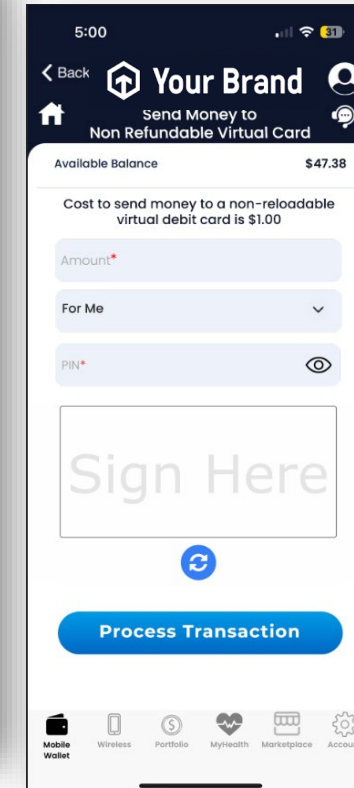 5:00
31
Back
Your Brand
Send Money to
Non Refundable Virtual Card
Available Balance $47.38
Cost to send money to a non-reloadable
virtual debit card is $1.00
Amount*
For Me
PIN*
Sign Here
Process Transaction
Mobile
Wallet
Wireless
Portfolio
MyHealth
Marketplace
Accou